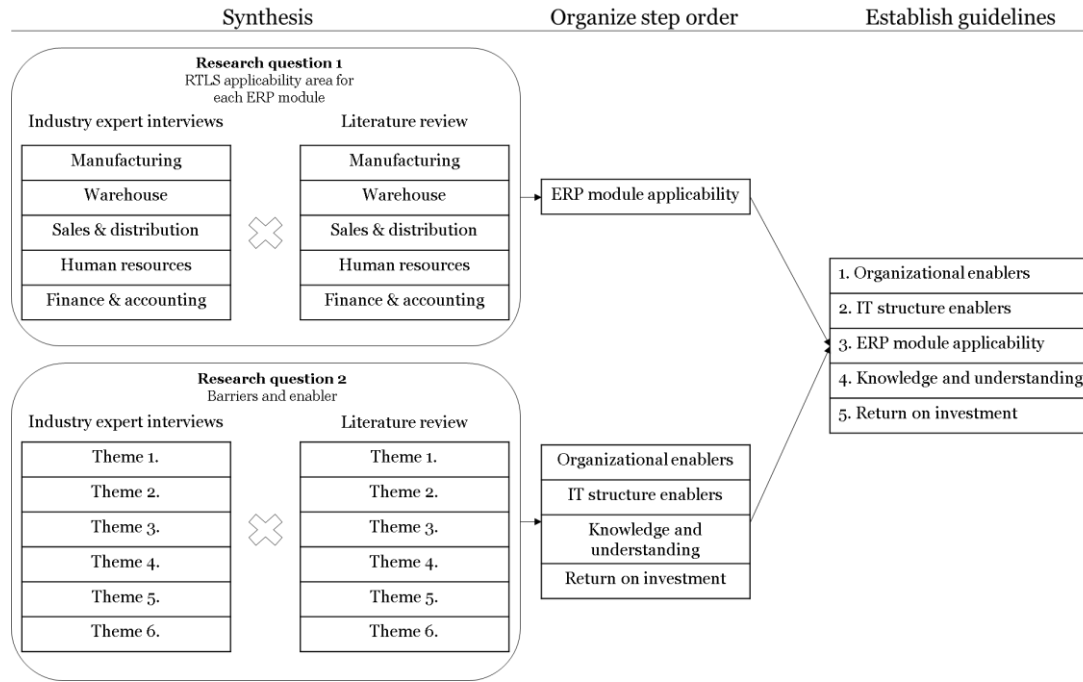 Synthesis
Organize step order
Establish guidelines
Research question 1
RTLS applicability area for
each ERP module
Industry expert interviews
Literature review
Manufacturing
Warehouse
Sales & distribution
Human resources
Finance & accounting
Manufacturing
Warehouse
Sales & distribution
Human resources
Finance & accounting
Research question 2
Barriers and enabler
Industry expert interviews
Literature review
Theme 1.
Theme 2.
Theme 3.
Theme 4.
Theme 5.
Theme 6.
Theme 1.
Theme 2.
Theme 3.
Theme 4.
Theme 5.
Theme 6.
ERP module applicability
Organizational enablers
IT structure enablers
Knowledge and
understanding
Return on investment
1. Organizational enablers
2. IT structure enablers
3. ERP module applicability
4. Knowledge and understanding
5. Return on investment